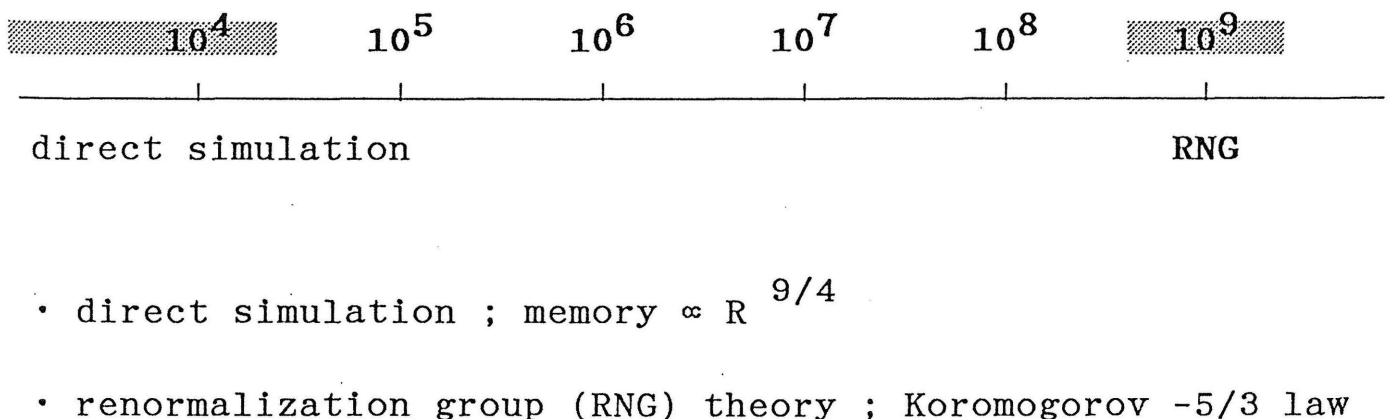 10^4 10^5 10^6 10^7 10^8 10^9
direct simulation RNG
· direct simulation ; memory ∝ R^9/4
· renormalization group (RNG) theory ; Koromogorov -5/3 law